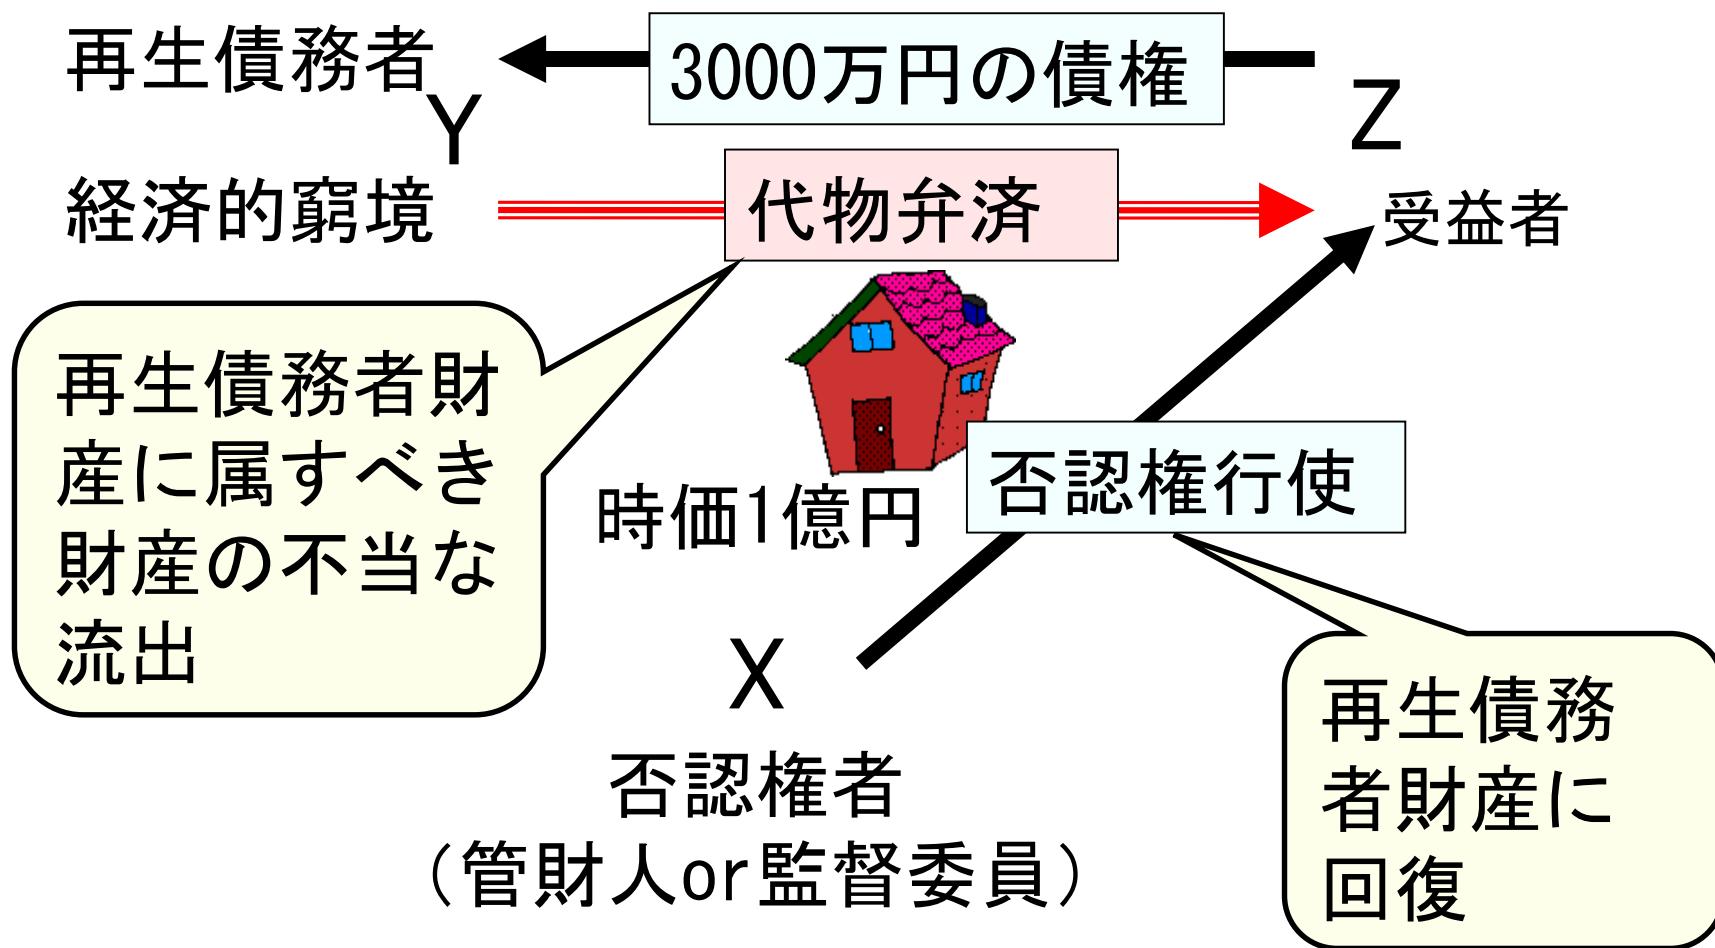 再生債務者
3000万円の債権
Y
Z
経済的窮境
代物弁済
受益者
再生債務者財
産に属すべき
財産の不当な
流出
時価1億円
否認権行使
X
否認権者
（管財人or監督委員）
再生債務
者財産に
回復